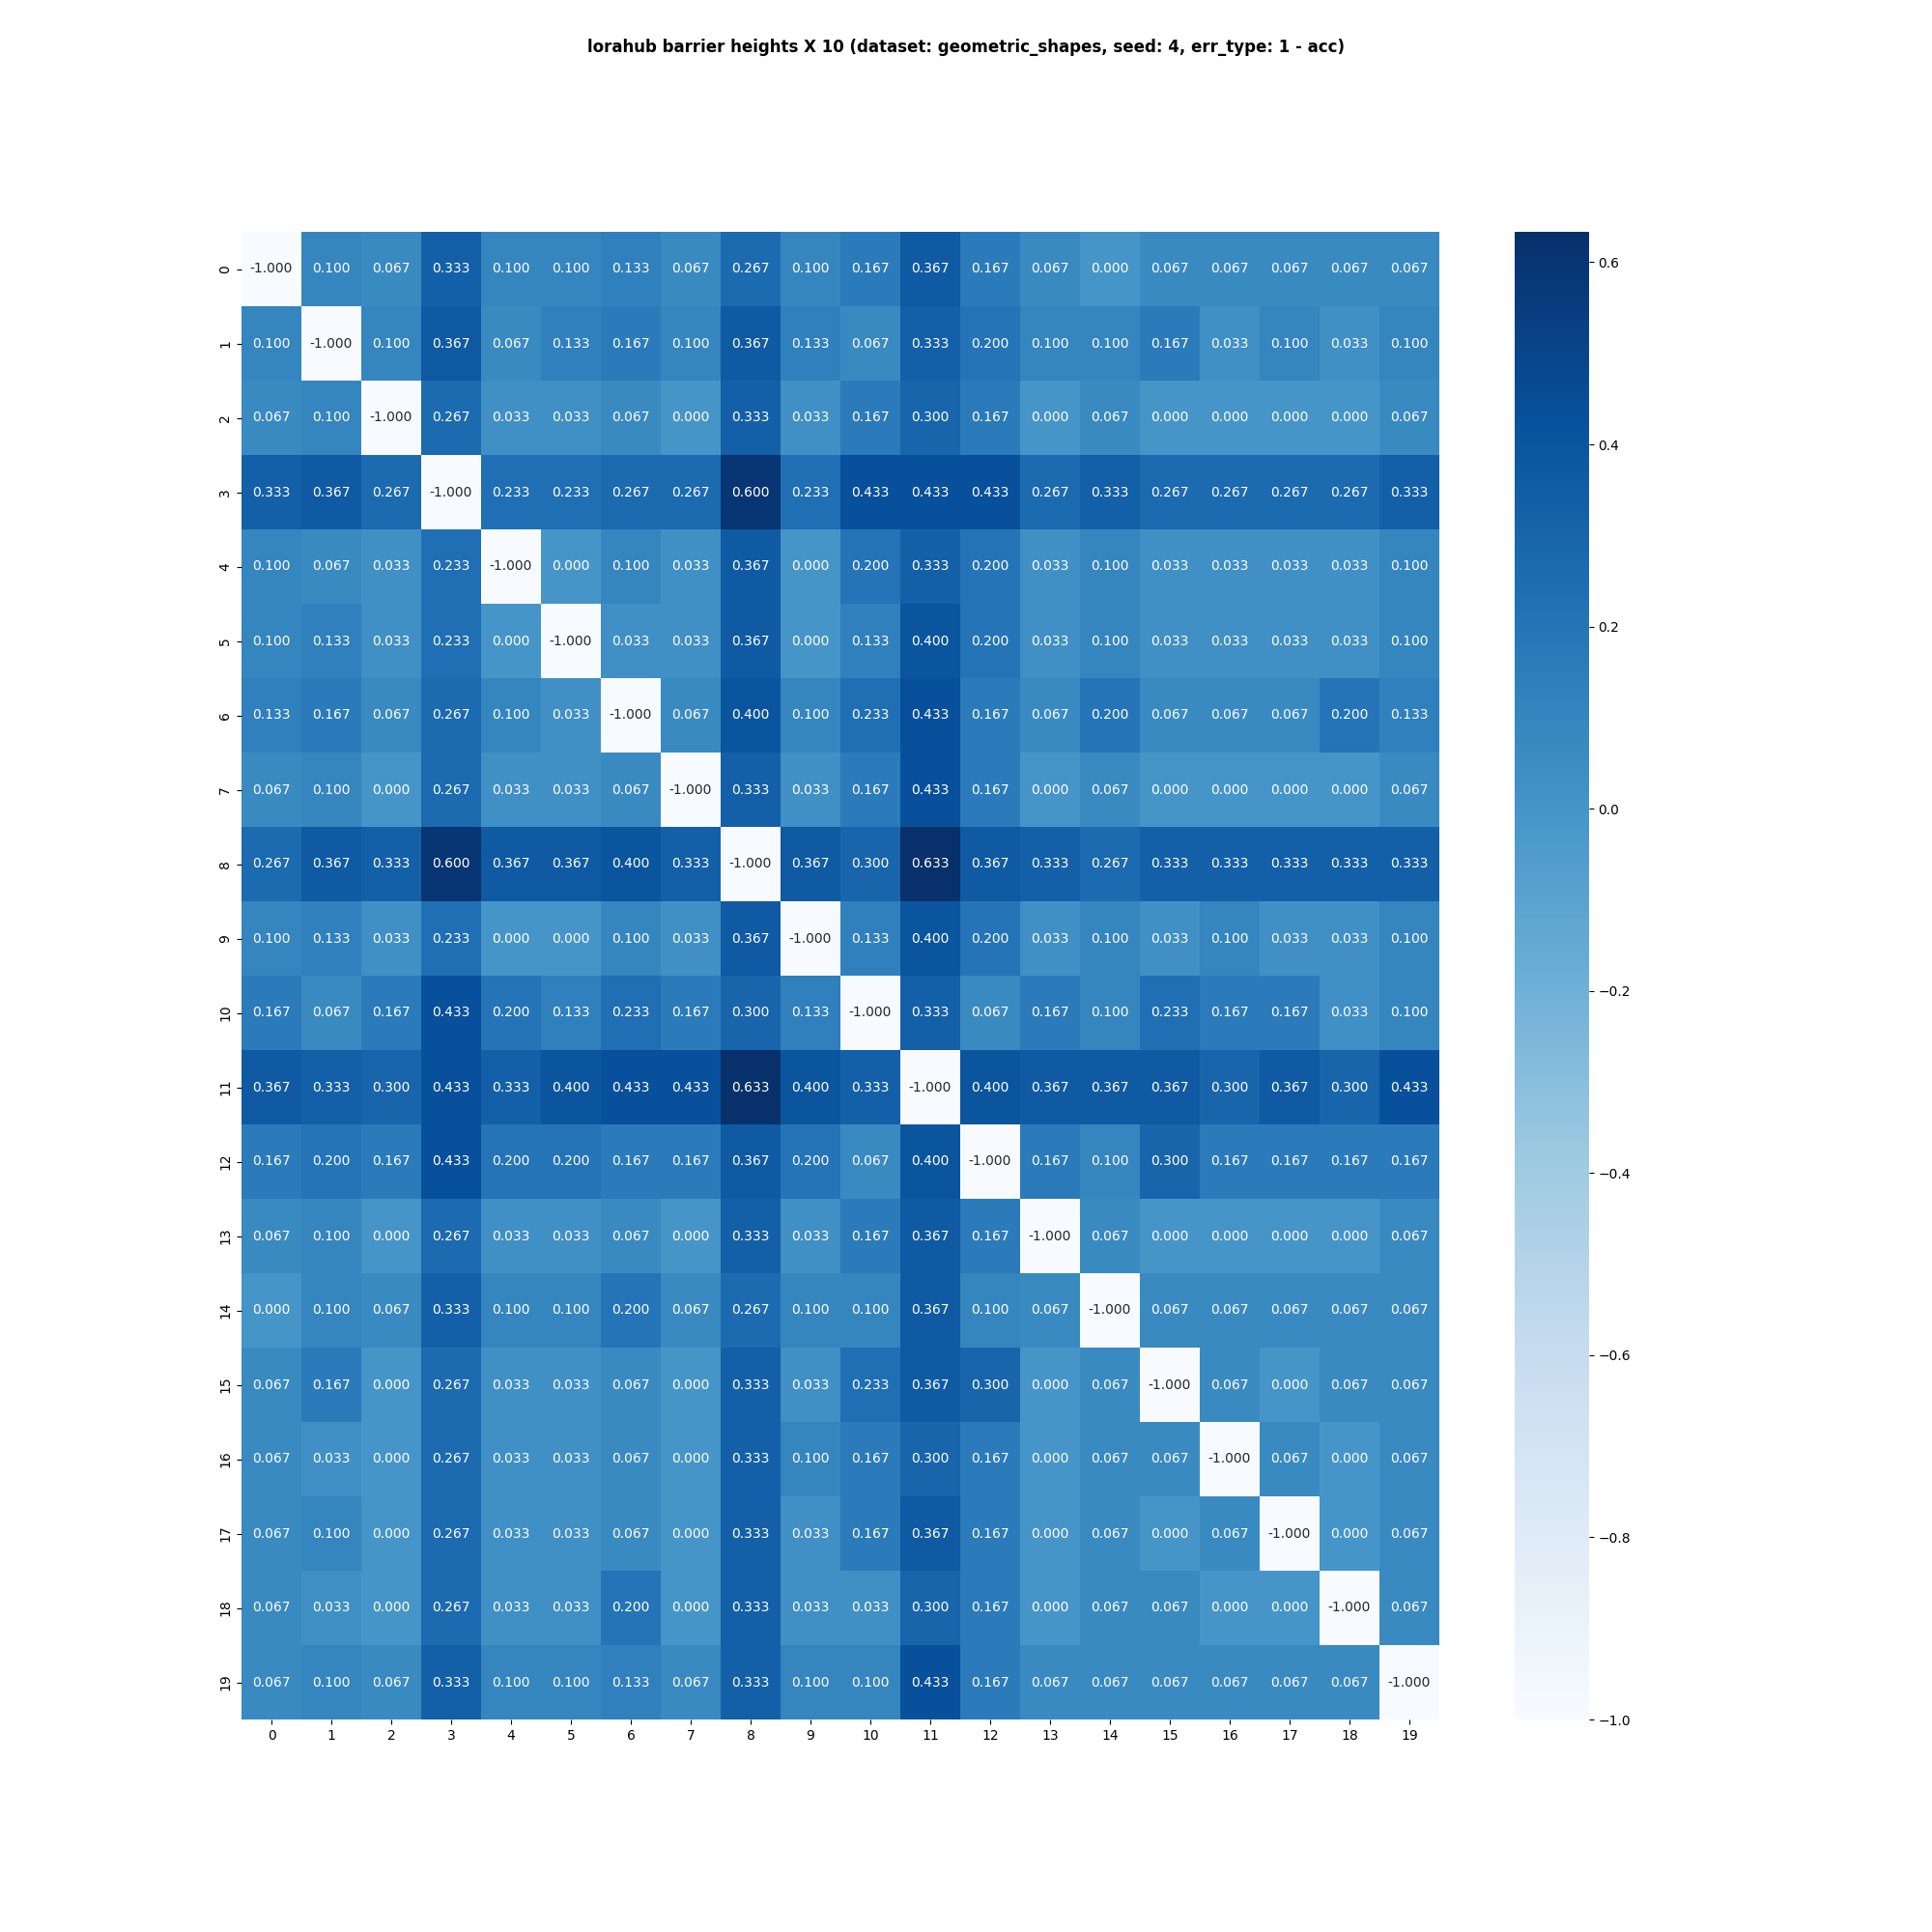 lorahub barrier heights X 10 (dataset: geometric_shapes, seed: 4, err_type: 1 - acc)
0 -1.000 0.100 0.067 0.333 0.100 0.100 0.133 0.067 0.267 0.100 0.167 0.367 0.167 0.067 0.000 0.067 0.067 0.067 0.067 0.067
1 0.100 -1.000 0.100 0.367 0.067 0.133 0.167 0.100 0.367 0.133 0.067 0.333 0.200 0.100 0.100 0.167 0.033 0.100 0.033 0.100
2 0.067 0.100 -1.000 0.267 0.033 0.033 0.067 0.000 0.333 0.033 0.167 0.300 0.167 0.000 0.067 0.000 0.000 0.000 0.000 0.067
3 0.333 0.367 0.267 -1.000 0.233 0.233 0.267 0.267 0.600 0.233 0.433 0.433 0.433 0.267 0.333 0.267 0.267 0.267 0.267 0.333
4 0.100 0.067 0.033 0.233 -1.000 0.000 0.100 0.033 0.367 0.000 0.200 0.333 0.200 0.033 0.100 0.033 0.033 0.033 0.033 0.100
5 0.100 0.133 0.033 0.233 0.000 -1.000 0.033 0.033 0.367 0.000 0.133 0.400 0.200 0.033 0.100 0.033 0.033 0.033 0.033 0.100
6 0.133 0.167 0.067 0.267 0.100 0.033 -1.000 0.067 0.400 0.100 0.233 0.433 0.167 0.067 0.200 0.067 0.067 0.067 0.200 0.133
7 0.067 0.100 0.000 0.267 0.033 0.033 0.067 -1.000 0.333 0.033 0.167 0.433 0.167 0.000 0.067 0.000 0.000 0.000 0.000 0.067
8 0.267 0.367 0.333 0.600 0.367 0.367 0.400 0.333 -1.000 0.367 0.300 0.633 0.367 0.333 0.267 0.333 0.333 0.333 0.333 0.333
9 0.100 0.133 0.033 0.233 0.000 0.000 0.100 0.033 0.367 -1.000 0.133 0.400 0.200 0.033 0.100 0.033 0.100 0.033 0.033 0.100
10 0.167 0.067 0.167 0.433 0.200 0.133 0.233 0.167 0.300 0.133 -1.000 0.333 0.067 0.167 0.100 0.233 0.167 0.167 0.033 0.100
11 0.367 0.333 0.300 0.433 0.333 0.400 0.433 0.433 0.633 0.400 0.333 -1.000 0.400 0.367 0.367 0.367 0.300 0.367 0.300 0.433
12 0.167 0.200 0.167 0.433 0.200 0.200 0.167 0.167 0.367 0.200 0.067 0.400 -1.000 0.167 0.100 0.300 0.167 0.167 0.167 0.167
13 0.067 0.100 0.000 0.267 0.033 0.033 0.067 0.000 0.333 0.033 0.167 0.367 0.167 -1.000 0.067 0.000 0.000 0.000 0.000 0.067
14 0.000 0.100 0.067 0.333 0.100 0.100 0.200 0.067 0.267 0.100 0.100 0.367 0.100 0.067 -1.000 0.067 0.067 0.067 0.067 0.067
15 0.067 0.167 0.000 0.267 0.033 0.033 0.067 0.000 0.333 0.033 0.233 0.367 0.300 0.000 0.067 -1.000 0.067 0.000 0.067 0.067
16 0.067 0.033 0.000 0.267 0.033 0.033 0.067 0.000 0.333 0.100 0.167 0.300 0.167 0.000 0.067 0.067 -1.000 0.067 0.000 0.067
17 0.067 0.100 0.000 0.267 0.033 0.033 0.067 0.000 0.333 0.033 0.167 0.367 0.167 0.000 0.067 0.000 0.067 -1.000 0.000 0.067
18 0.067 0.033 0.000 0.267 0.033 0.033 0.200 0.000 0.333 0.033 0.033 0.300 0.167 0.000 0.067 0.067 0.000 0.000 -1.000 0.067
19 0.067 0.100 0.067 0.333 0.100 0.100 0.133 0.067 0.333 0.100 0.100 0.433 0.167 0.067 0.067 0.067 0.067 0.067 0.067 -1.000
0 1 2 3 4 5 6 7 8 9 10 11 12 13 14 15 16 17 18 19
0.6
0.4
0.2
0.0
−0.2
−0.4
−0.6
−0.8
−1.0